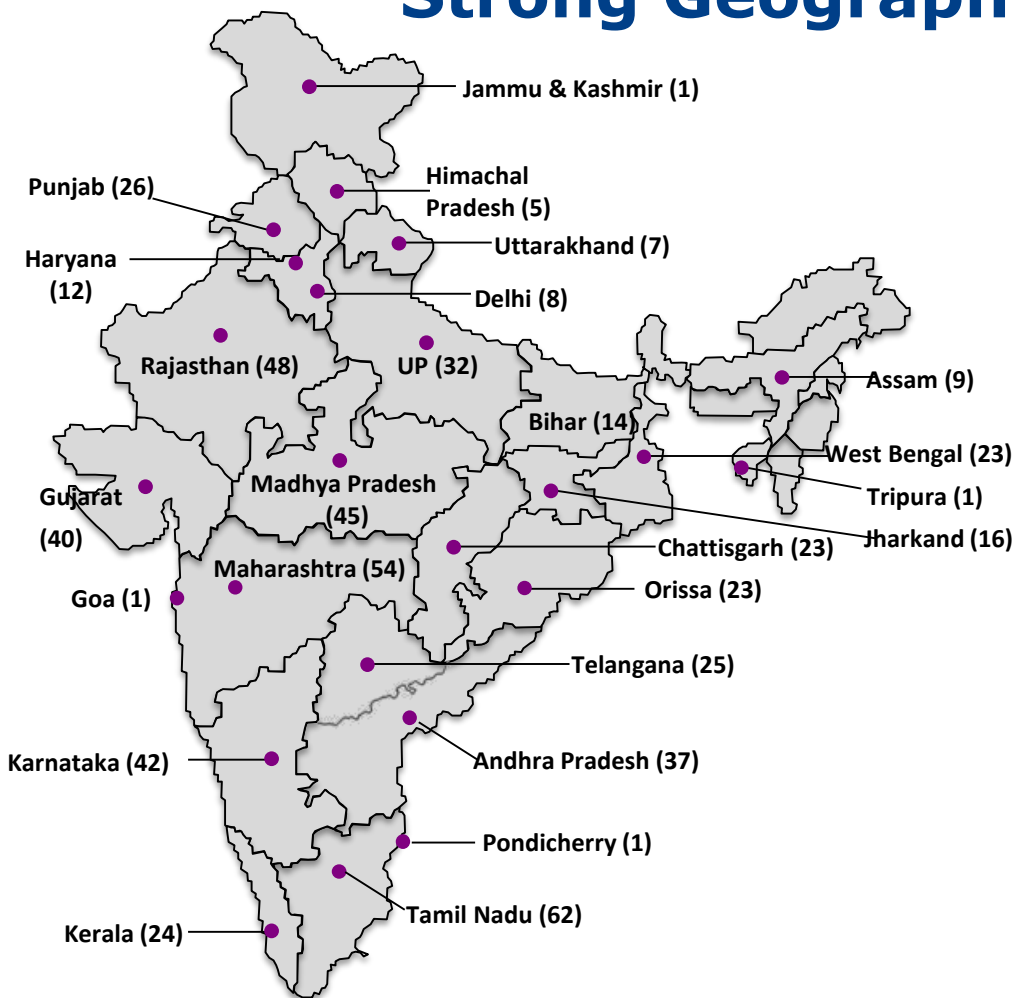 Strong Geograph
Jammu & Kashmir (1)
Himachal
Pradesh (5)
Punjab (26)
Uttarakhand (7)
Haryana
(12)
Delhi (8)
Rajasthan (48)
UP (32)
Assam (9)
Bihar (14)
West Bengal (23)
Gujarat
(40)
Madhya Pradesh
(45)
Tripura (1)
Jharkand (16)
Chattisgarh (23)
Maharashtra (54)
Orissa (23)
Goa (1)
Telangana (25)
Karnataka (42)
Andhra Pradesh (37)
Pondicherry (1)
Tamil Nadu (62)
Kerala (24)